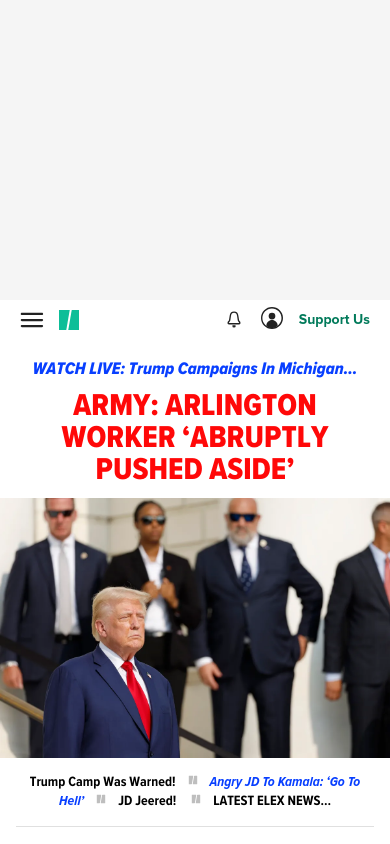 Support Us
WATCH LIVE: Trump Campaigns In Michigan...
ARMY: ARLINGTON
WORKER ‘ABRUPTLY
PUSHED ASIDE’
Trump Camp Was Warned! Angry JD To Kamala: ‘Go To
Hell’ JD Jeered! LATEST ELEX NEWS...